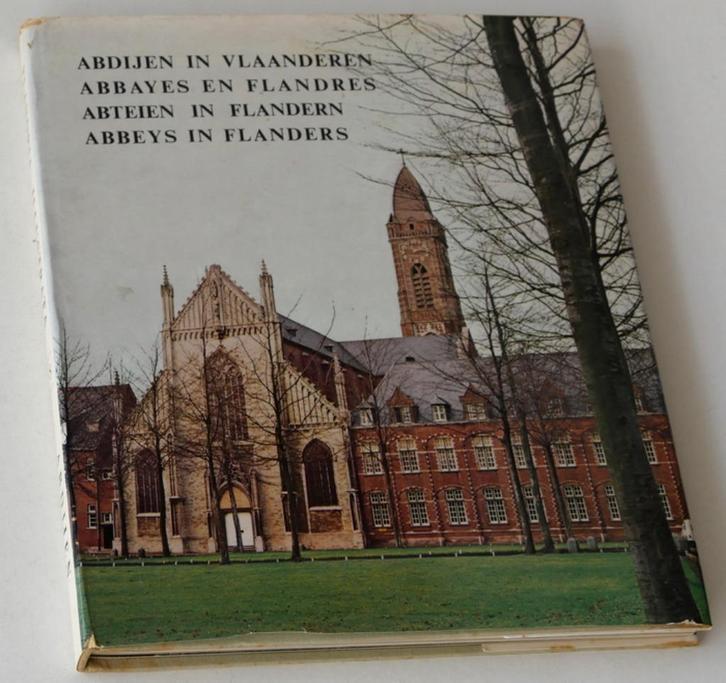 ABDIJEN IN VLAANDEREN
ABBAYES EN FLANDRES
ABTEIEN IN FLANDERN
ABBEYS IN FLANDERS